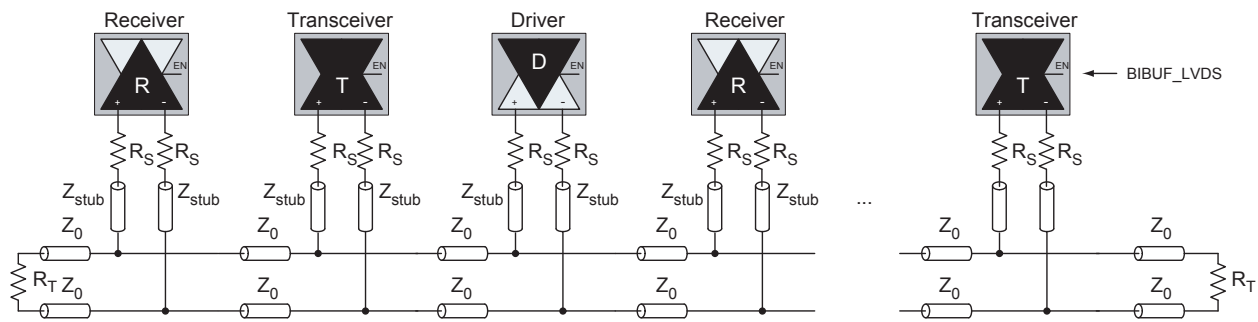 Receiver Transceiver Driver Receiver Transceiver
EN EN D EN EN EN BIBUF_LVDS
R T R T
+ - + - + - + - + -
RS RS RS RS RS RS RS RS RS RS
Zstub Zstub Zstub Zstub Zstub Zstub Zstub Zstub
...
Z0 Z0 Z0 Z0 Z0 Z0
RT Z0 Z0 Z0 Z0 Z0 Z0 RT